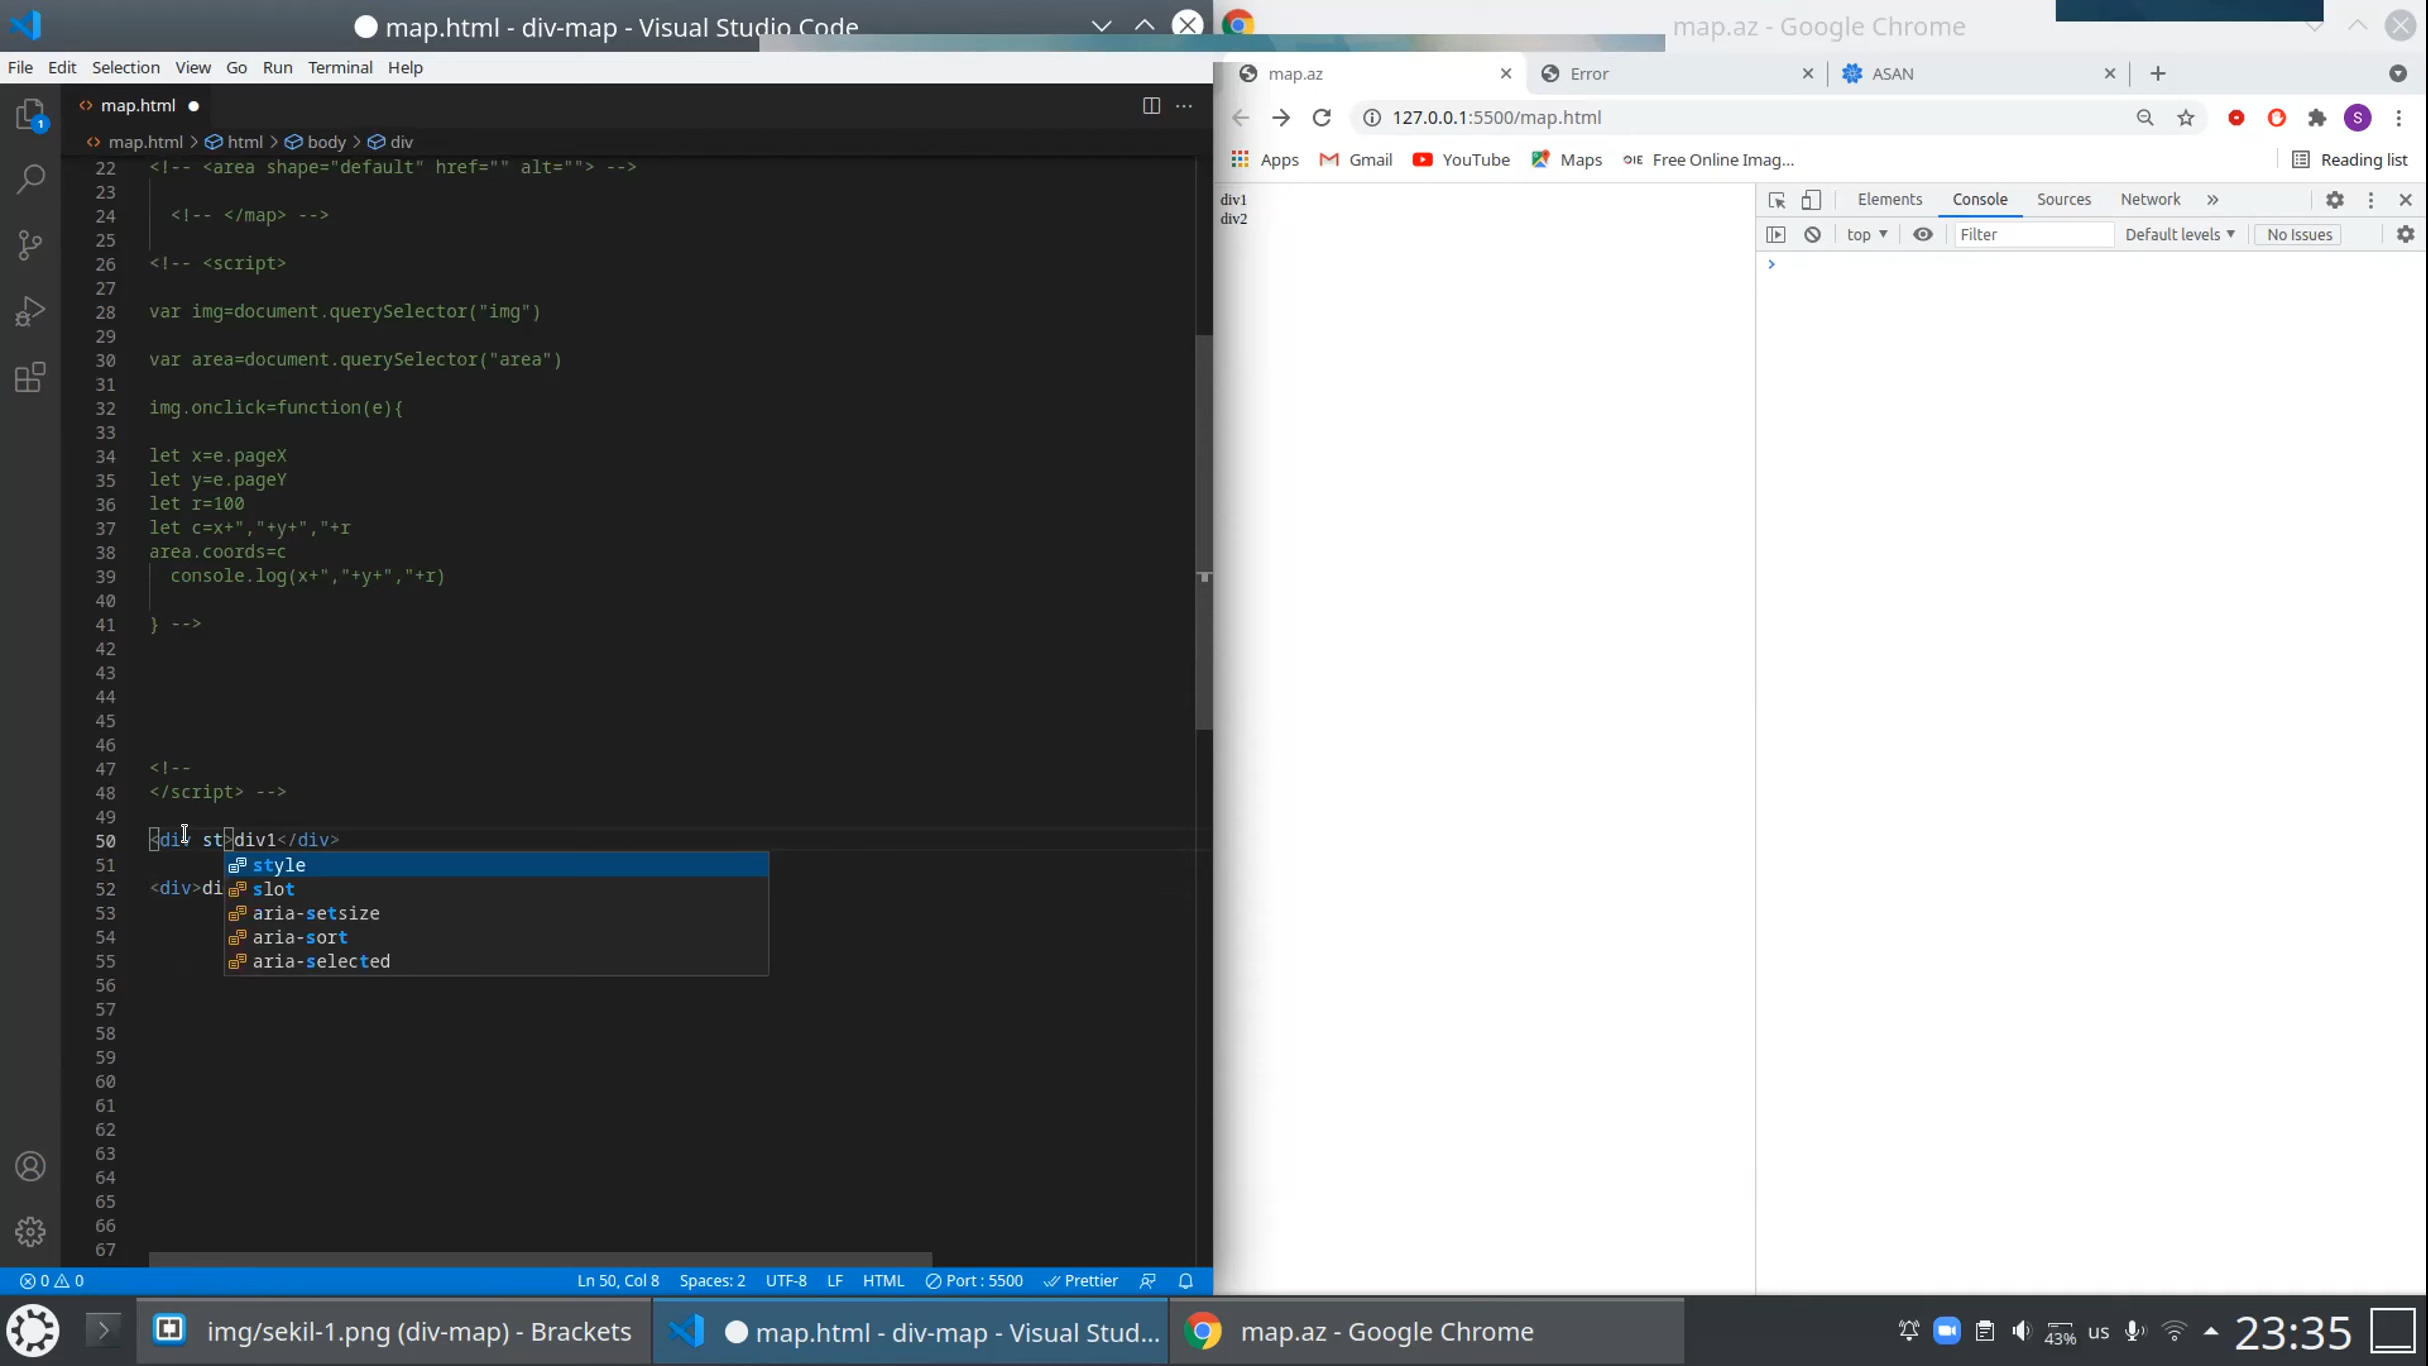 map.html - div-map - Visual Studio Code
map.az - Google Chrome
File Edit Selection View Go Run Terminal Help
map.az
Error
ASAN
map.html
127.0.0.1:5500/map.html
map.html > html > body > div
Apps Gmail YouTube Maps Free Online Imag... Reading list
22 <!-- <area shape="default" href="" alt=""> -->
23
24 <!-- </map> -->
25
26 <!-- <script>
27
28 var img=document.querySelector("img")
29
30 var area=document.querySelector("area")
31
32 img.onclick=function(e){
33
34 let x=e.pageX
35 let y=e.pageY
36 let r=100
37 let c=x+","+y+","+r
38 area.coords=c
39 console.log(x+","+y+","+r)
40
41 } -->
42
43
44
45
46
47 <!--
48 </script> -->
49
50 <div st>div1</div>
51
52 <div>di
53
54
55
56
57
58
59
60
61
62
63
64
65
66
67
style
slot
aria-setsize
aria-sort
aria-selected
div1
div2
Elements Console Sources Network »
top Filter Default levels No Issues
1
0 0 Ln 50, Col 8 Spaces: 2 UTF-8 LF HTML Port : 5500 Prettier
img/sekil-1.png (div-map) - Brackets
map.html - div-map - Visual Stud...
map.az - Google Chrome
43% us 23:35
S